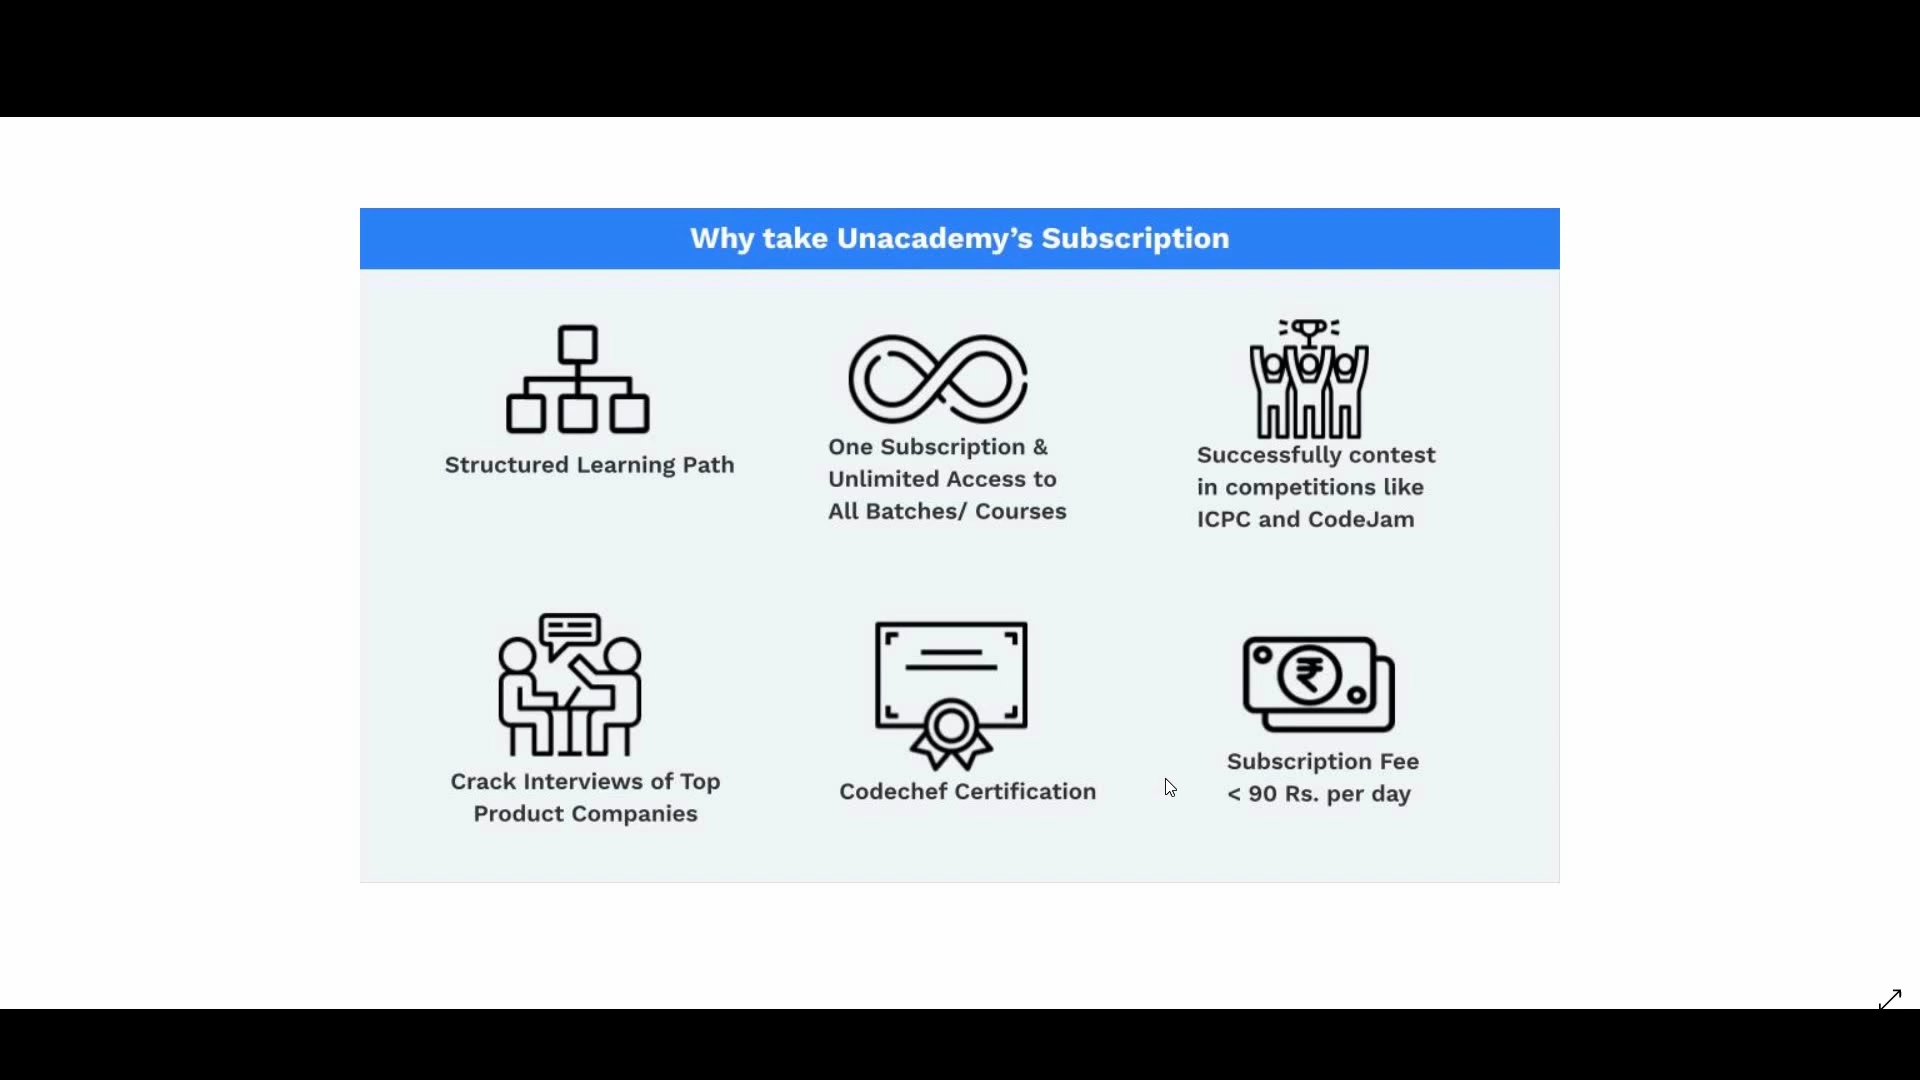 Why take Unacademy’s Subscription
Structured Learning Path
One Subscription &
Unlimited Access to
All Batches/ Courses
Successfully contest
in competitions like
ICPC and CodeJam
Crack Interviews of Top
Product Companies
Codechef Certification
₹
Subscription Fee
< 90 Rs. per day